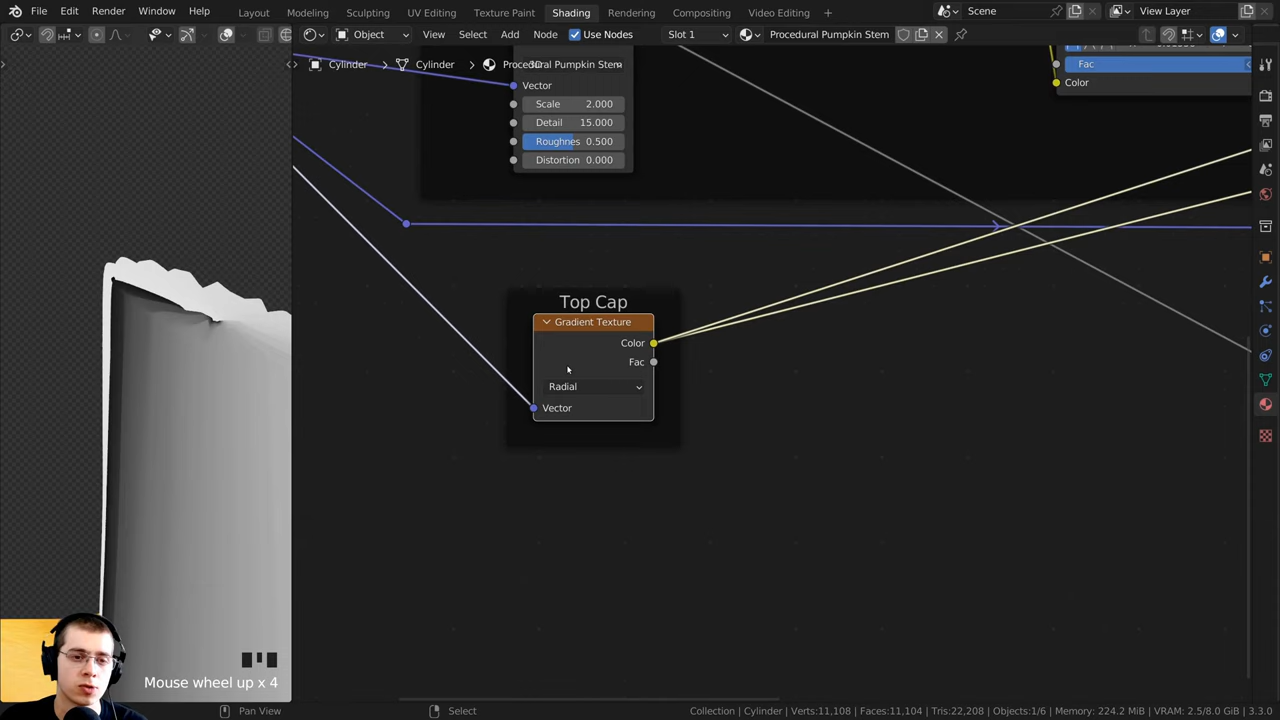 File Edit Render Window Help Layout Modeling Sculpting UV Editing Texture Paint Shading Rendering Compositing Video Editing + Scene View Layer
Object View Select Add Node Use Nodes Slot 1 Procedural Pumpkin Stem
Cylinder > Cylinder > Procedural Pumpkin Stem
Fac
Color
Vector
Scale 2.000
Detail 15.000
Roughnes 0.500
Distortion 0.000
Top Cap
Gradient Texture
Color
Fac
Radial
Vector
Mouse wheel up x 4
Pan View Select Collection | Cylinder | Verts:11,108 | Faces:11,104 | Tris:22,208 | Objects:1/6 | Memory: 224.2 MiB | VRAM: 2.5/8.0 GiB | 3.3.0